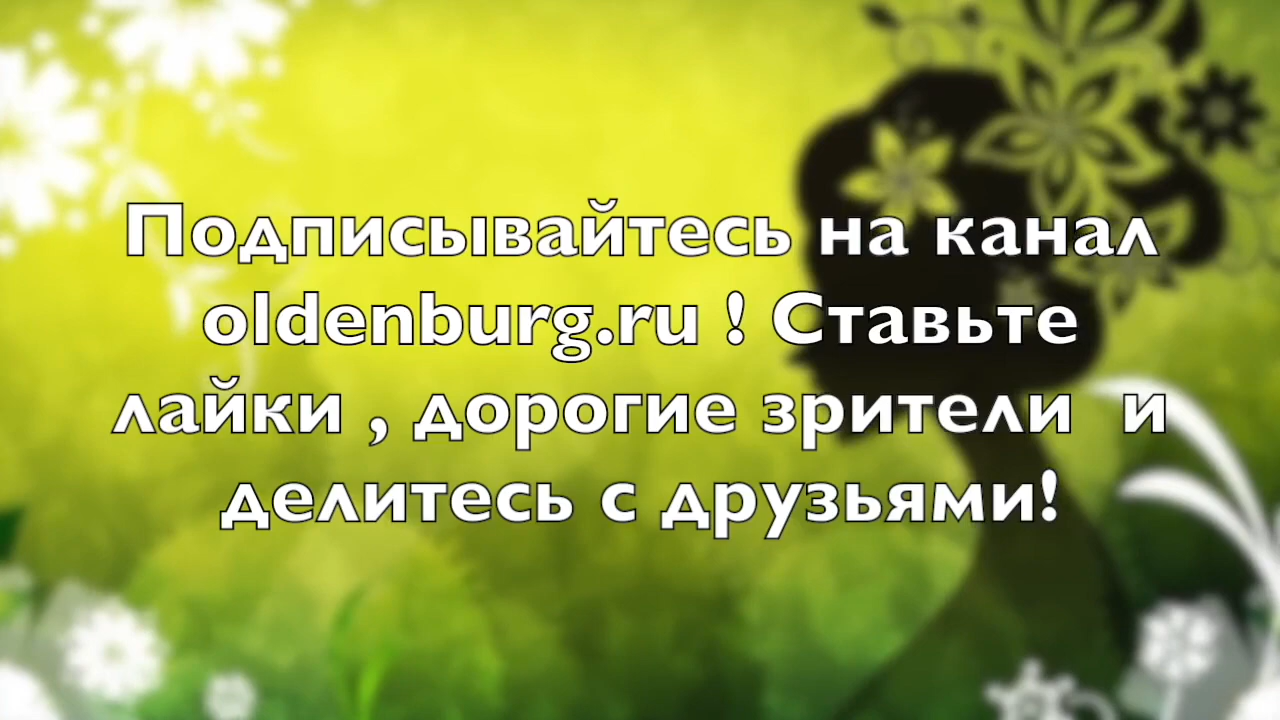 Подписывайтесь на канал
oldenburg.ru ! Ставьте
лайки , дорогие зрители  и
делитесь с друзьями!